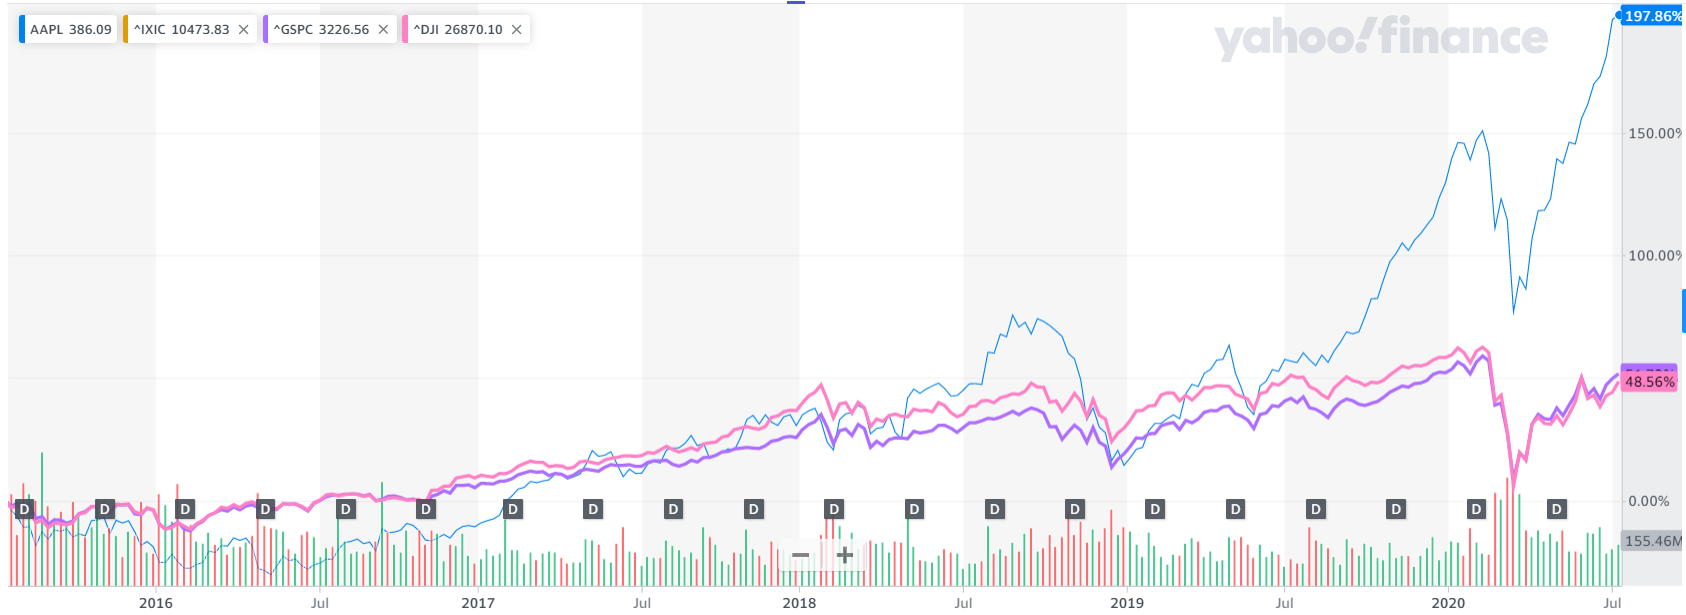 AAPL 386.09 ^IXIC 10473.83 × ^GSPC 3226.56 × ^DJI 26870.10 ×
yahoo!finance
197.86%
150.00%
100.00%
48.56%
0.00%
D D D D D D D D D D D D D D D D D D D D
155.46M
− +
2016 Jul 2017 Jul 2018 Jul 2019 Jul 2020 Jul